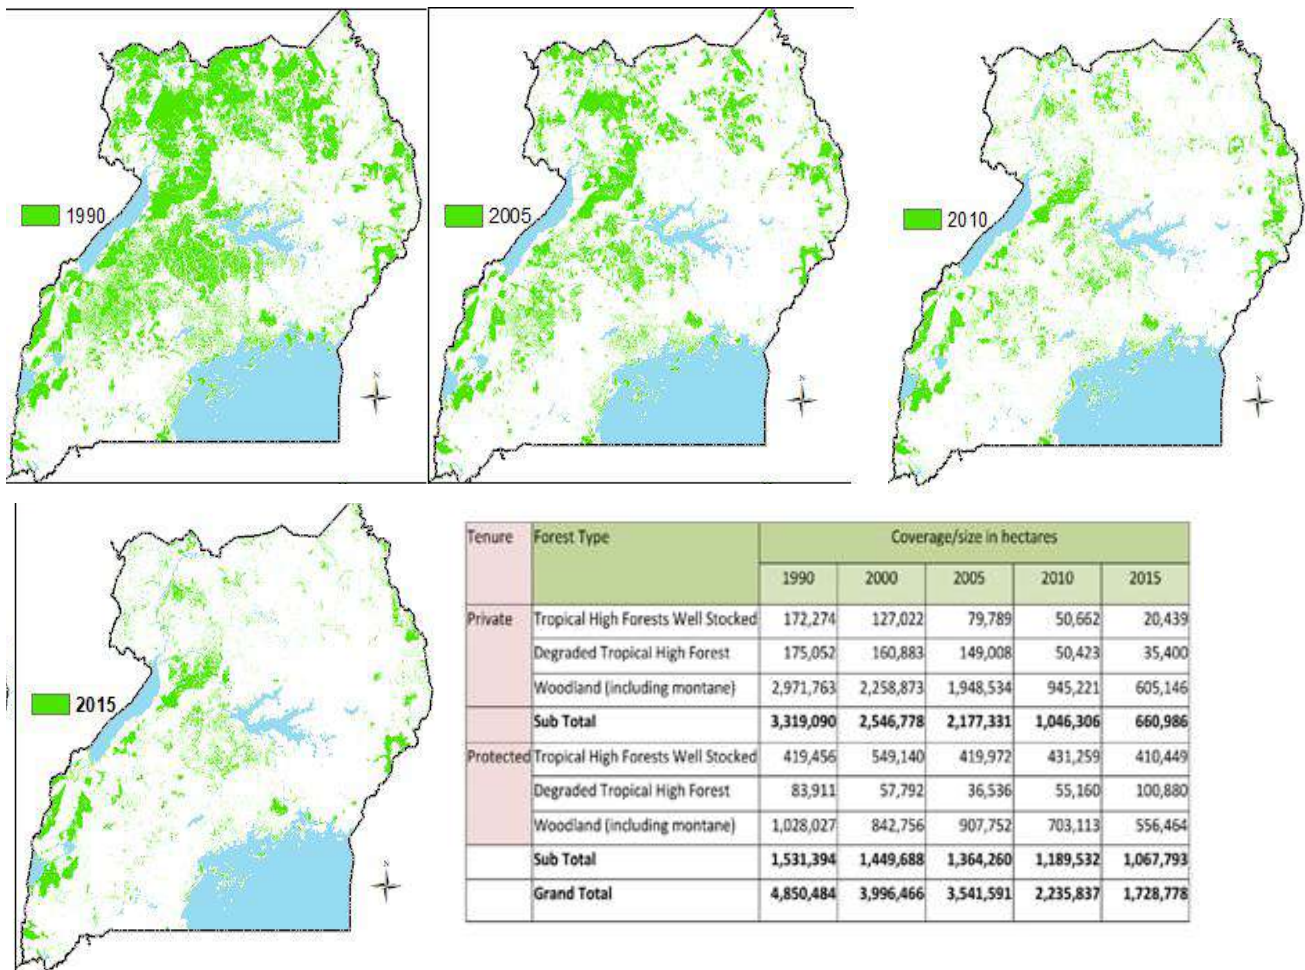 1990
2005
2010
2015
N
N
N
N
Tenure Forest Type Coverage/size in hectares
1990 2000 2005 2010 2015
Private Tropical High Forests Well Stocked 172,274 127,022 79,789 50,662 20,439
Degraded Tropical High Forest 175,052 160,883 149,008 50,423 35,400
Woodland (including montane) 2,971,763 2,258,873 1,948,534 945,221 605,146
Sub Total 3,319,090 2,546,778 2,177,331 1,046,306 660,986
Protected Tropical High Forests Well Stocked 419,456 549,140 419,972 431,259 410,449
Degraded Tropical High Forest 83,911 57,792 36,536 55,160 100,880
Woodland (including montane) 1,028,027 842,756 907,752 703,113 556,464
Sub Total 1,531,394 1,449,688 1,364,260 1,189,532 1,067,793
Grand Total 4,850,484 3,996,466 3,541,591 2,235,837 1,728,778